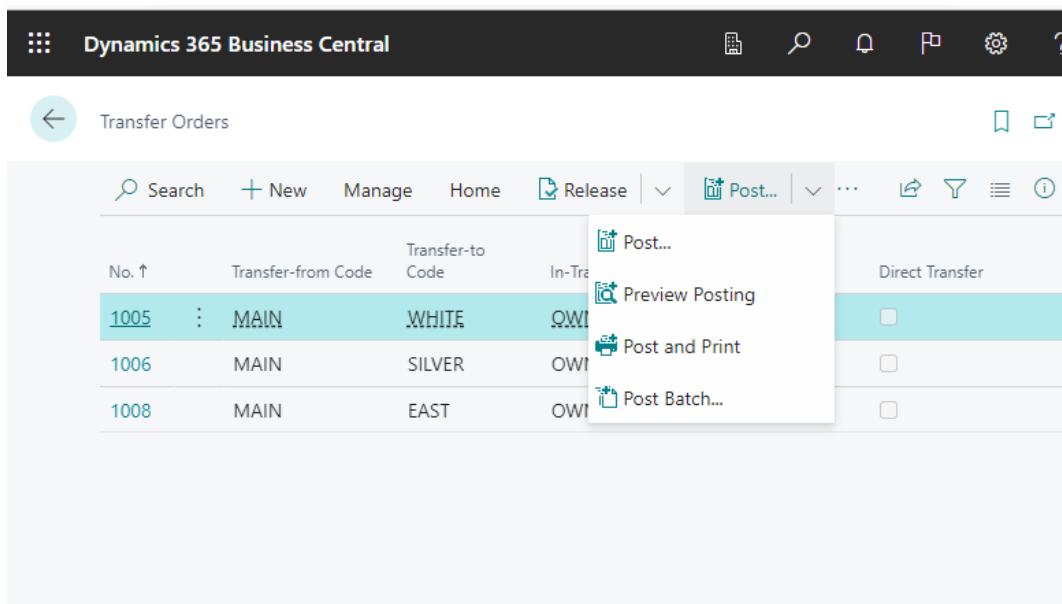 Dynamics 365 Business Central
Transfer Orders
Search New Manage Home Release Post...
Post...
Preview Posting
Post and Print
Post Batch...
No. ↑ Transfer-from Code Transfer-to Code Direct Transfer
1005 MAIN WHITE
1006 MAIN SILVER
1008 MAIN EAST